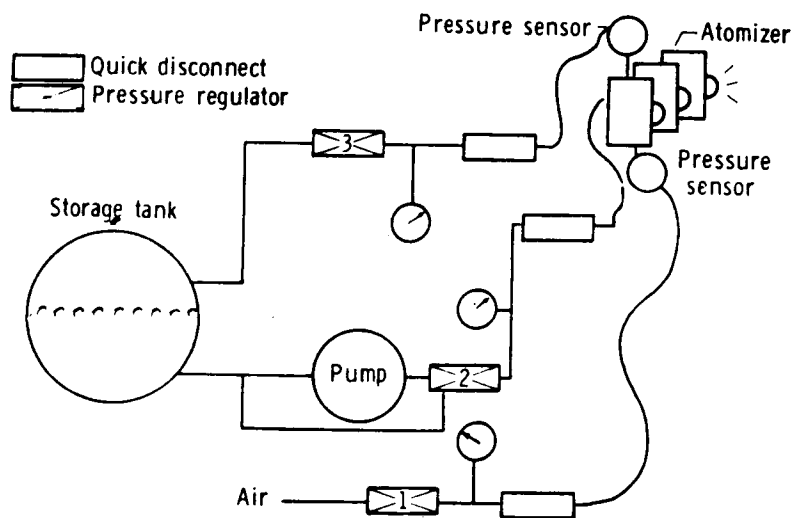 Pressure sensor
Atomizer
Quick disconnect
Pressure regulator
3
Pressure
sensor
Storage tank
Pump
2
Air
1